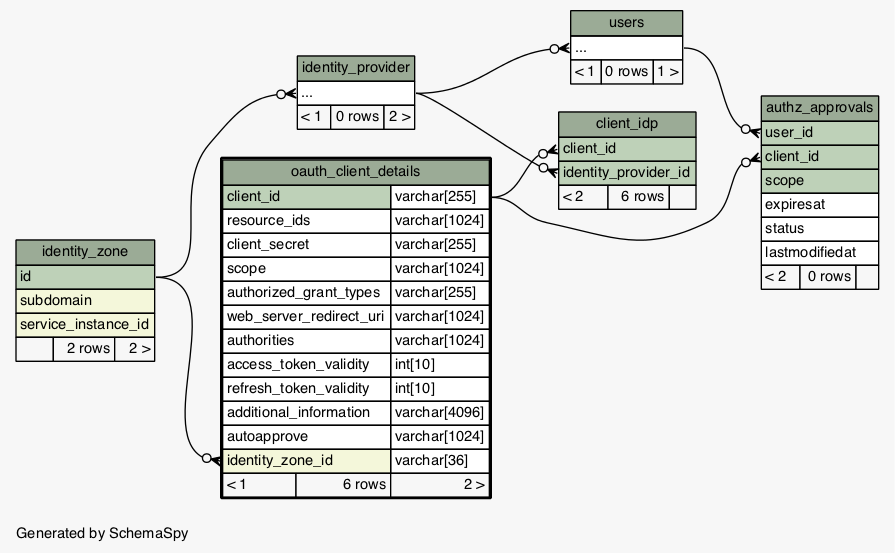 users
...
< 1 0 rows 1 >
identity_provider
...
< 1 0 rows 2 >
authz_approvals
user_id
client_id
scope
expiresat
status
lastmodifiedat
< 2 0 rows
client_idp
client_id
identity_provider_id
< 2 6 rows
oauth_client_details
client_id varchar[255]
resource_ids varchar[1024]
client_secret varchar[255]
scope varchar[1024]
authorized_grant_types varchar[255]
web_server_redirect_uri varchar[1024]
authorities varchar[1024]
access_token_validity int[10]
refresh_token_validity int[10]
additional_information varchar[4096]
autoapprove varchar[1024]
identity_zone_id varchar[36]
< 1 6 rows 2 >
identity_zone
id
subdomain
service_instance_id
2 rows 2 >
Generated by SchemaSpy